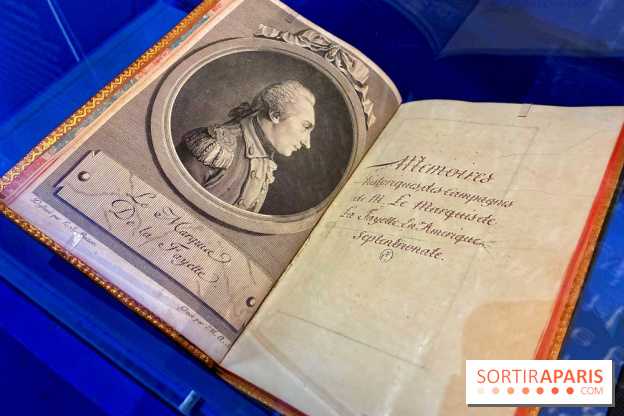 Le Marquis
De la Fayette
Mémoires
historiques des Campagnes
de M. Le Marquis de
La Fayette En Amerique
Septentrionale.
SORTIRAPARIS
.COM